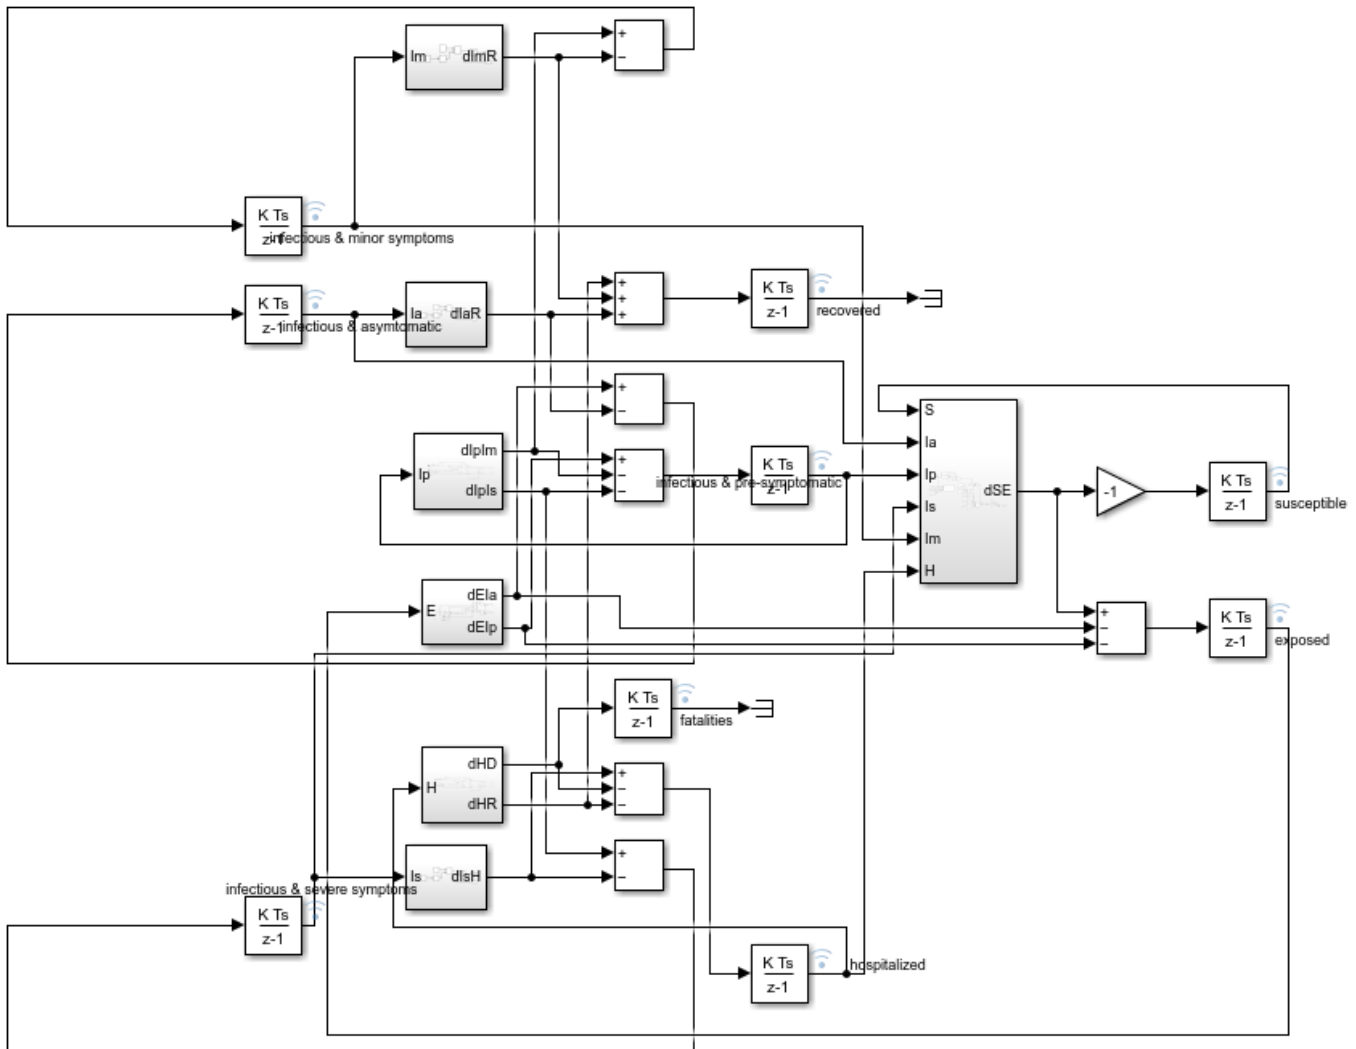 +
−
Im dImR
K Ts
z-1
infectious & minor symptoms
K Ts
z-1
infectious & asymtomatic
Ia dIaR
+
+
+
K Ts
z-1
recovered
+
−
Ip dIpIm
dIpIs
+
−
−
infectious & pre-symptomatic
K Ts
z-1
S
Ia
Ip
Is
Im
H
dSE
-1
K Ts
z-1
susceptible
E dEIa
dEIp
+
−
−
K Ts
z-1
exposed
K Ts
z-1
fatalities
H dHD
dHR
+
−
−
Is dIsH
+
−
infectious & severe symptoms
K Ts
z-1
K Ts
z-1
hospitalized